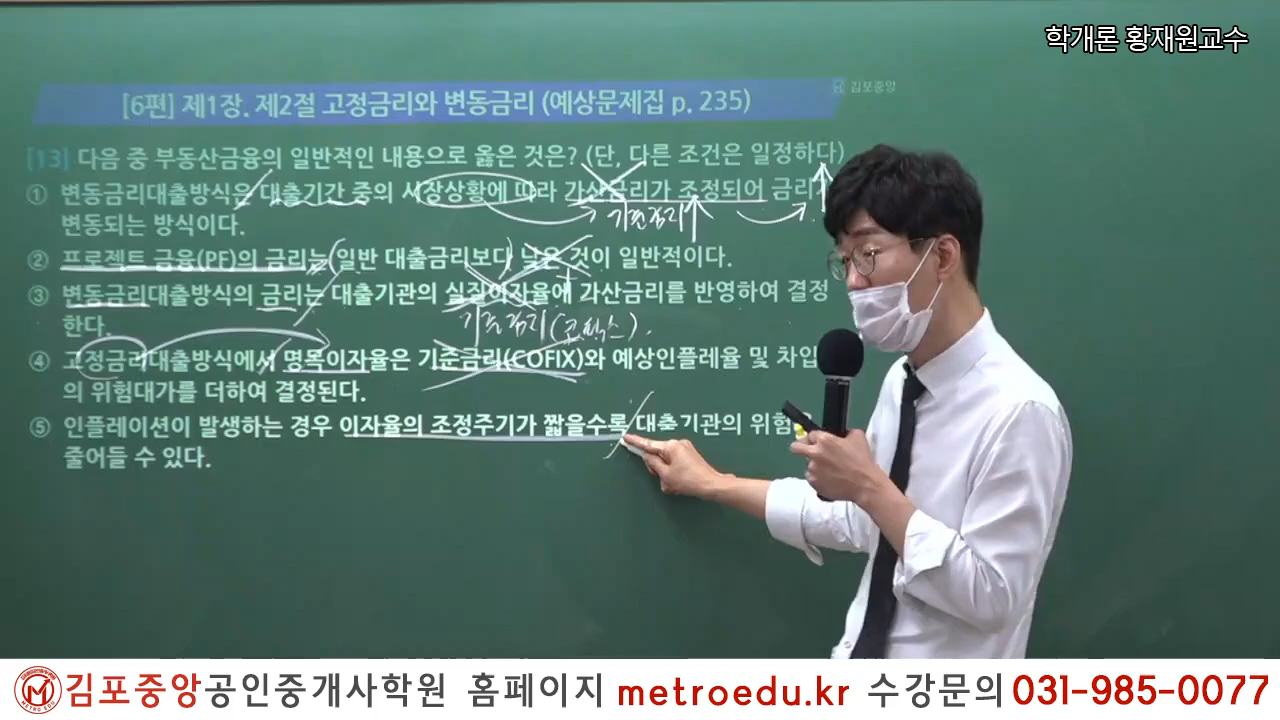 학개론 황재원교수
[6편] 제1장. 제2절 고정금리와 변동금리 (예상문제집 p. 235)
김포중앙
[13] 다음 중 부동산금융의 일반적인 내용으로 옳은 것은? (단, 다른 조건은 일정하다)
① 변동금리대출방식은 대출기간 중의 시장상황에 따라 가산금리가 조정되어 금리
변동되는 방식이다.
기준금리
② 프로젝트 금융(PF)의 금리는 일반 대출금리보다 낮은 것이 일반적이다.
③ 변동금리대출방식의 금리는 대출기관의 실질이자율에 가산금리를 반영하여 결정
한다.
기준금리(코픽스).
④ 고정금리대출방식에서 명목이자율은 기준금리(COFIX)와 예상인플레율 및 차입
의 위험대가를 더하여 결정된다.
⑤ 인플레이션이 발생하는 경우 이자율의 조정주기가 짧을수록 대출기관의 위험
줄어들 수 있다.
METRO EDU
김포중앙공인중개사학원 홈페이지 metroedu.kr 수강문의 031-985-0077